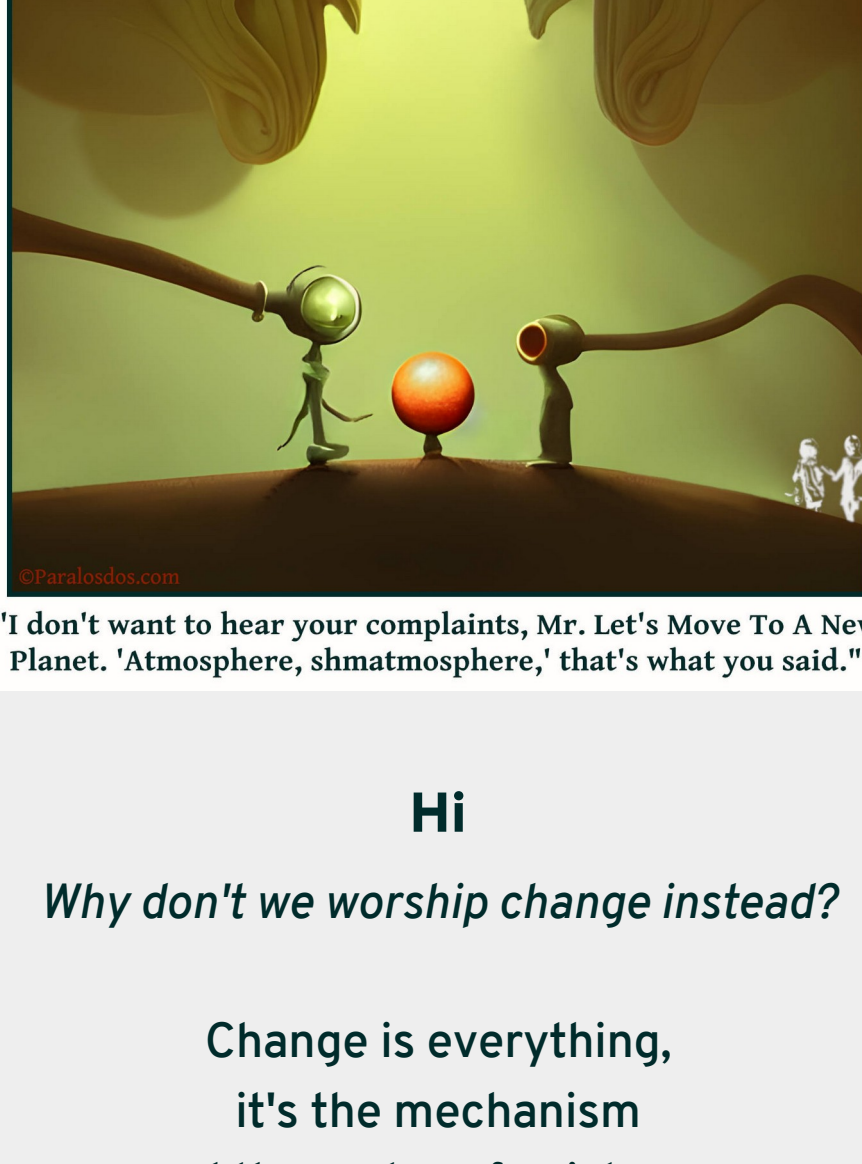 ©Paralosdos.com
"I don't want to hear your complaints, Mr. Let's Move To A
Planet. 'Atmosphere, shmatmosphere,' that's what you said."
Hi
Why don't we worship change instead?
Change is everything,
it's the mechanism